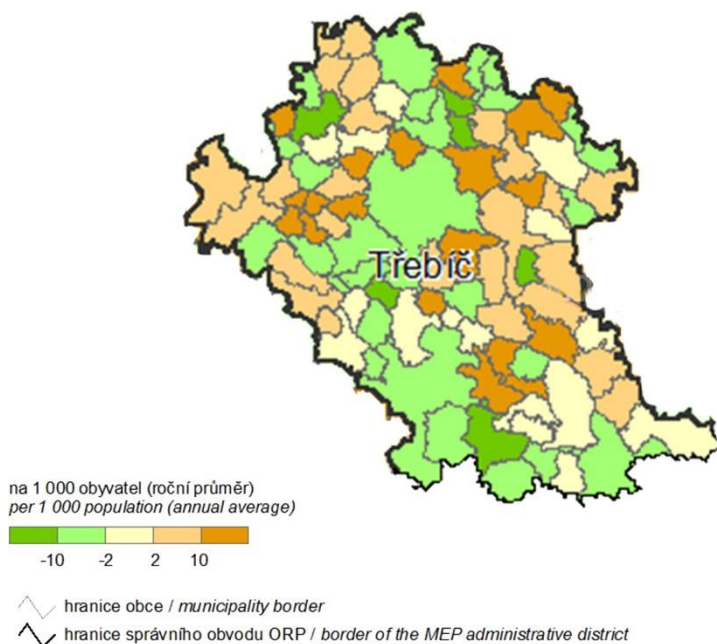 Třebíč
na 1 000 obyvatel (roční průměr)
per 1 000 population (annual average)
-10 -2 2 10
hranice obce / municipality border
hranice správního obvodu ORP / border of the MEP administrative district